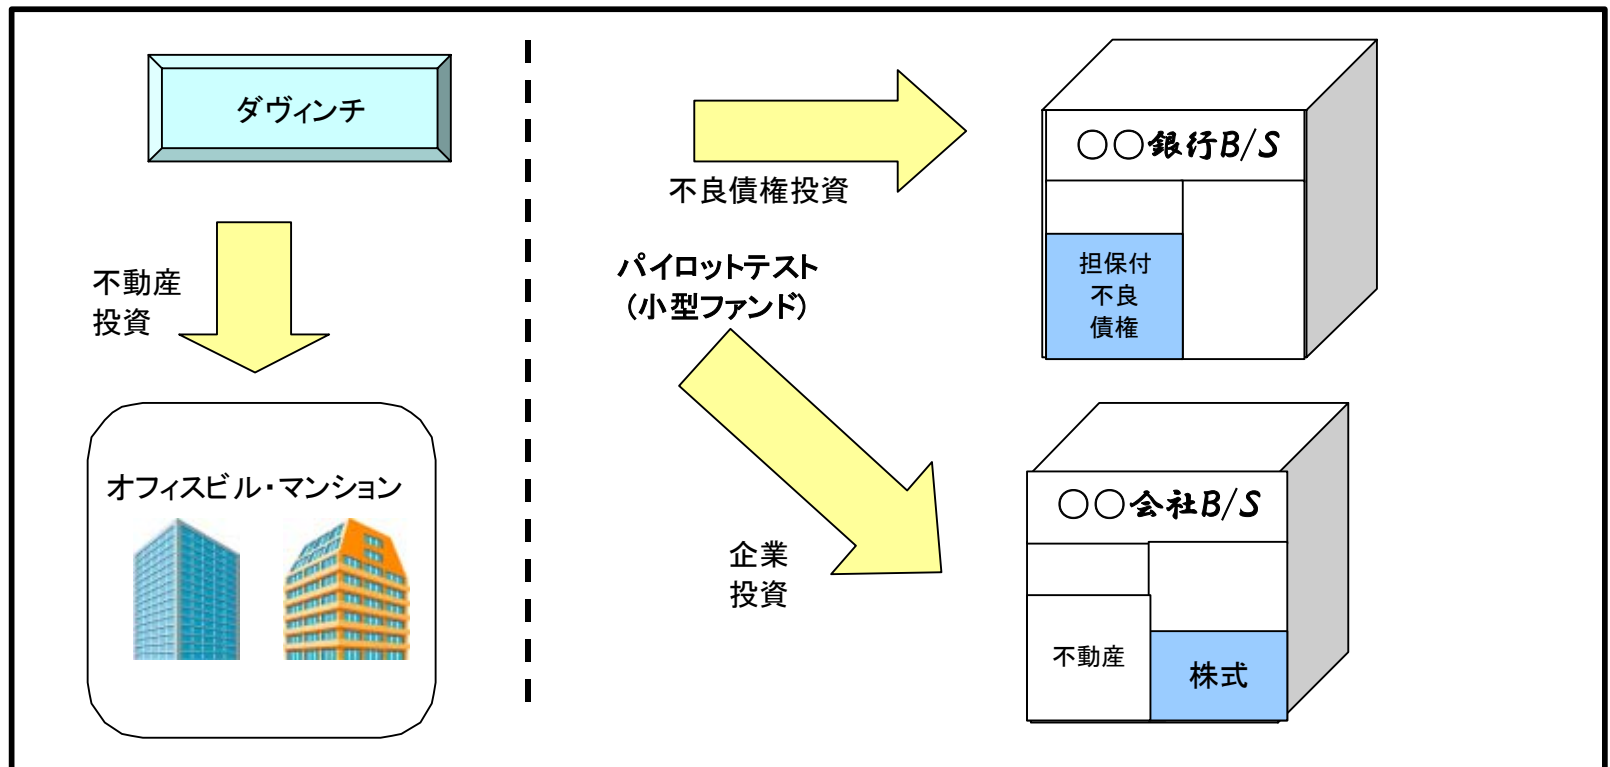 ダヴィンチ
不動産
投資
オフィスビル・マンション
不良債権投資
パイロットテスト
(小型ファンド)
企業
投資
○○銀行B/S
担保付
不良
債権
○○会社B/S
不動産
株式